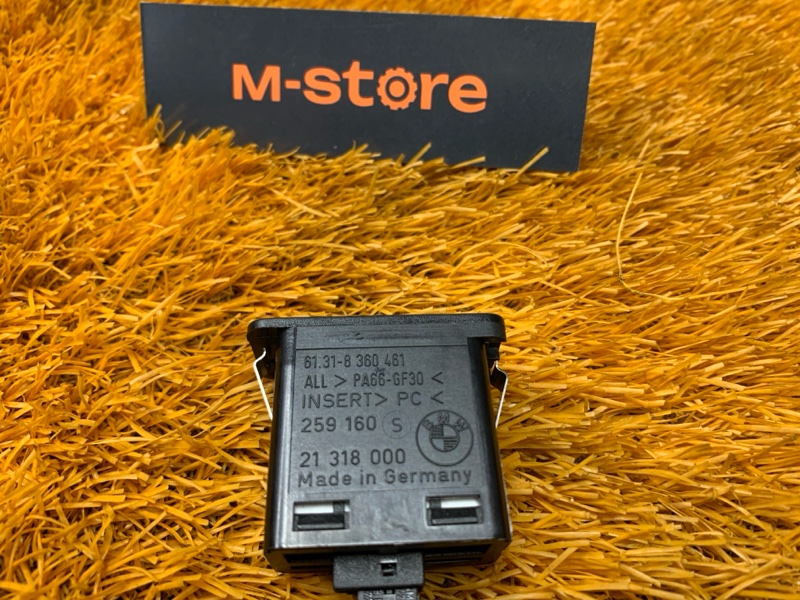 M-store
61.31-8 360 461
ALL > PA66-GF30 <
INSERT> PC <
259 160 S
BMW
21 318 000
Made in Germany